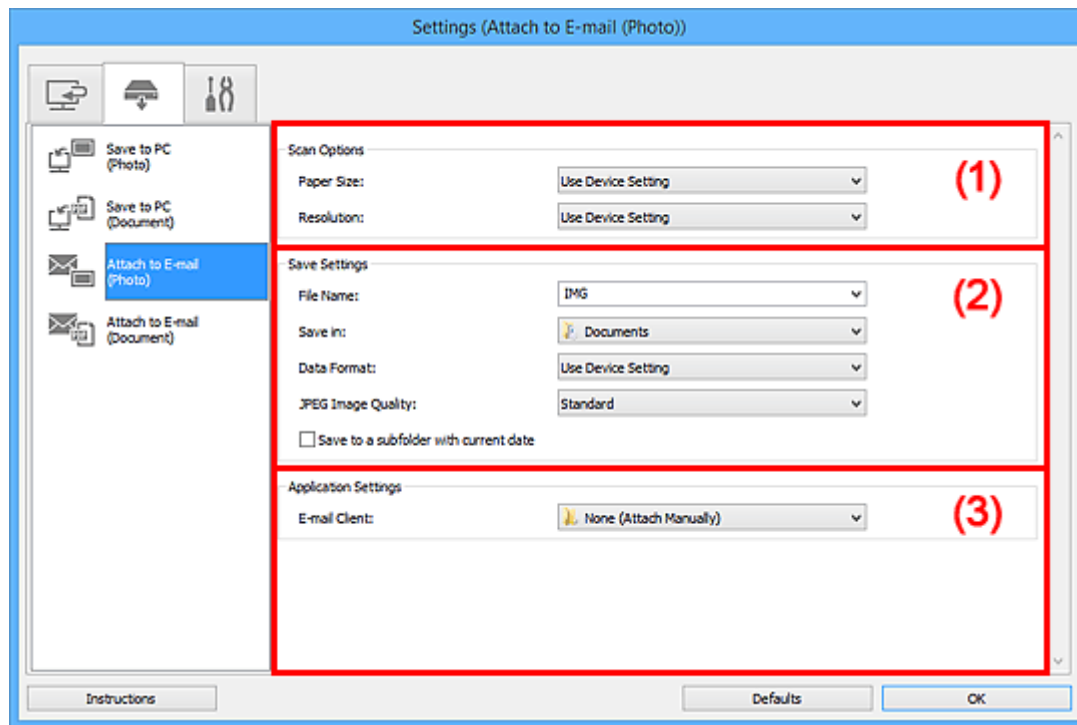 Settings (Attach to E-mail (Photo))
Save to PC
(Photo)
Save to PC
(Document)
Attach to E-mail
(Photo)
Attach to E-mail
(Document)
Scan Options
(1)
Paper Size: Use Device Setting
Resolution: Use Device Setting
Save Settings
(2)
File Name: IMG
Save in: Documents
Data Format: Use Device Setting
JPEG Image Quality: Standard
Save to a subfolder with current date
Application Settings
(3)
E-mail Client: None (Attach Manually)
Instructions Defaults OK